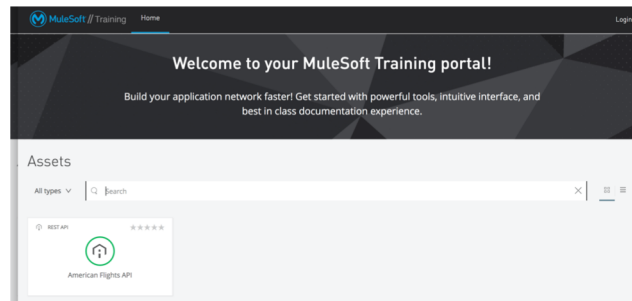 MuleSoft // Training Home Login
Welcome to your MuleSoft Training portal!
Build your application network faster! Get started with powerful tools, intuitive interface, and
best in class documentation experience.
Assets
All types Search
REST API
American Flights API